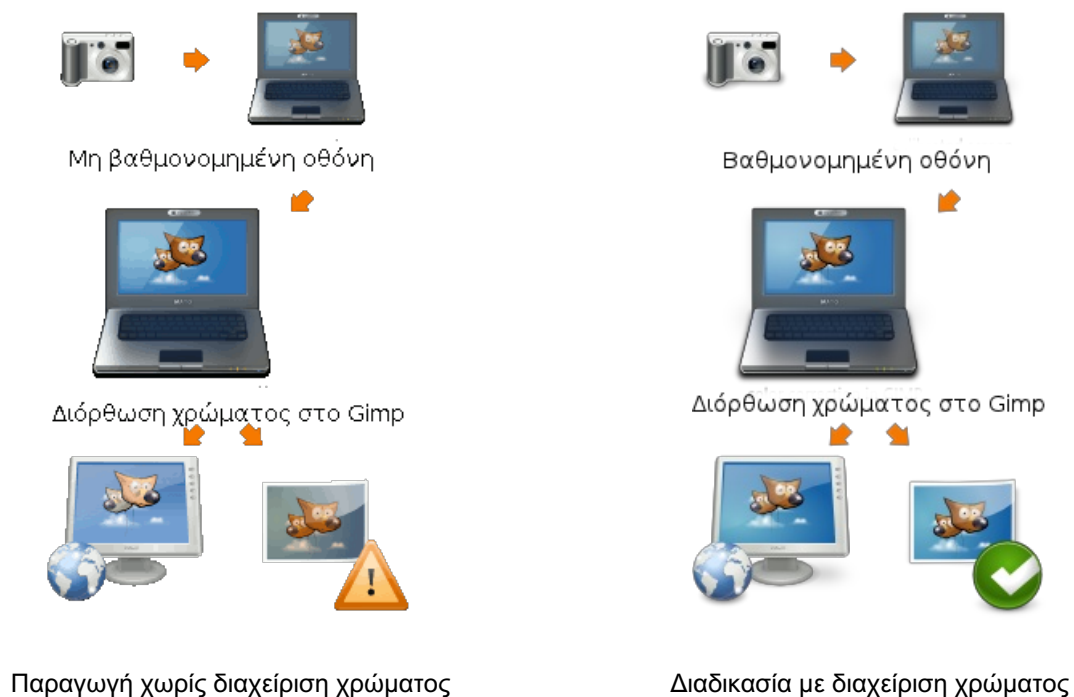 Μη βαθμονομημένη οθόνη
Διόρθωση χρώματος στο Gimp
Παραγωγή χωρίς διαχείριση χρώματος
Βαθμονομημένη οθόνη
Διόρθωση χρώματος στο Gimp
Διαδικασία με διαχείριση χρώματος